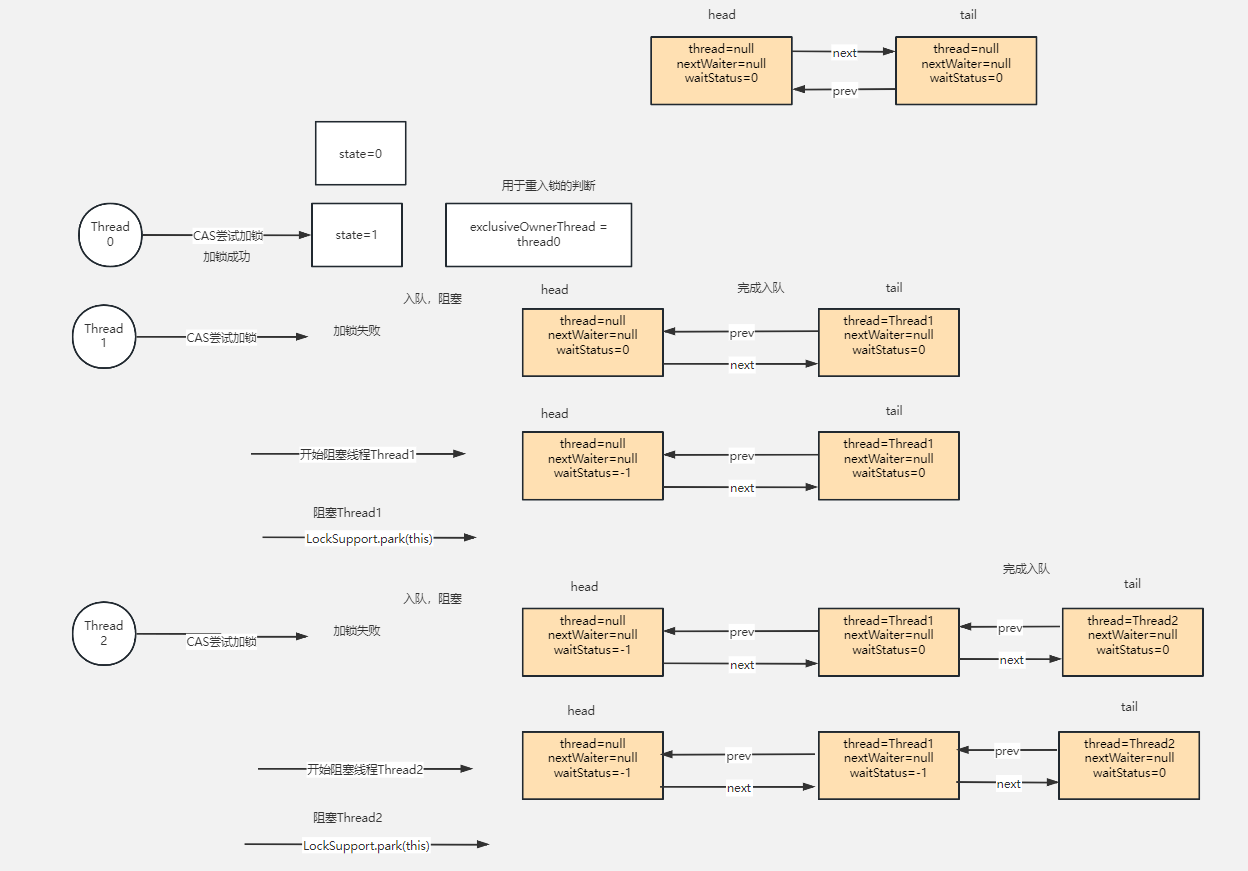 head
tail
thread=null
nextWaiter=null
waitStatus=0
next
prev
thread=null
nextWaiter=null
waitStatus=0
state=0
用于重入锁的判断
Thread
0
CAS尝试加锁
加锁成功
state=1
exclusiveOwnerThread =
thread0
入队，阻塞
head
完成入队
tail
Thread
1
CAS尝试加锁
加锁失败
thread=null
nextWaiter=null
waitStatus=0
prev
next
thread=Thread1
nextWaiter=null
waitStatus=0
head
tail
开始阻塞线程Thread1
thread=null
nextWaiter=null
waitStatus=-1
prev
next
thread=Thread1
nextWaiter=null
waitStatus=0
阻塞Thread1
LockSupport.park(this)
入队，阻塞
head
完成入队
tail
Thread
2
CAS尝试加锁
加锁失败
thread=null
nextWaiter=null
waitStatus=-1
prev
next
thread=Thread1
nextWaiter=null
waitStatus=0
prev
next
thread=Thread2
nextWaiter=null
waitStatus=0
head
tail
开始阻塞线程Thread2
thread=null
nextWaiter=null
waitStatus=-1
prev
next
thread=Thread1
nextWaiter=null
waitStatus=-1
prev
next
thread=Thread2
nextWaiter=null
waitStatus=0
阻塞Thread2
LockSupport.park(this)